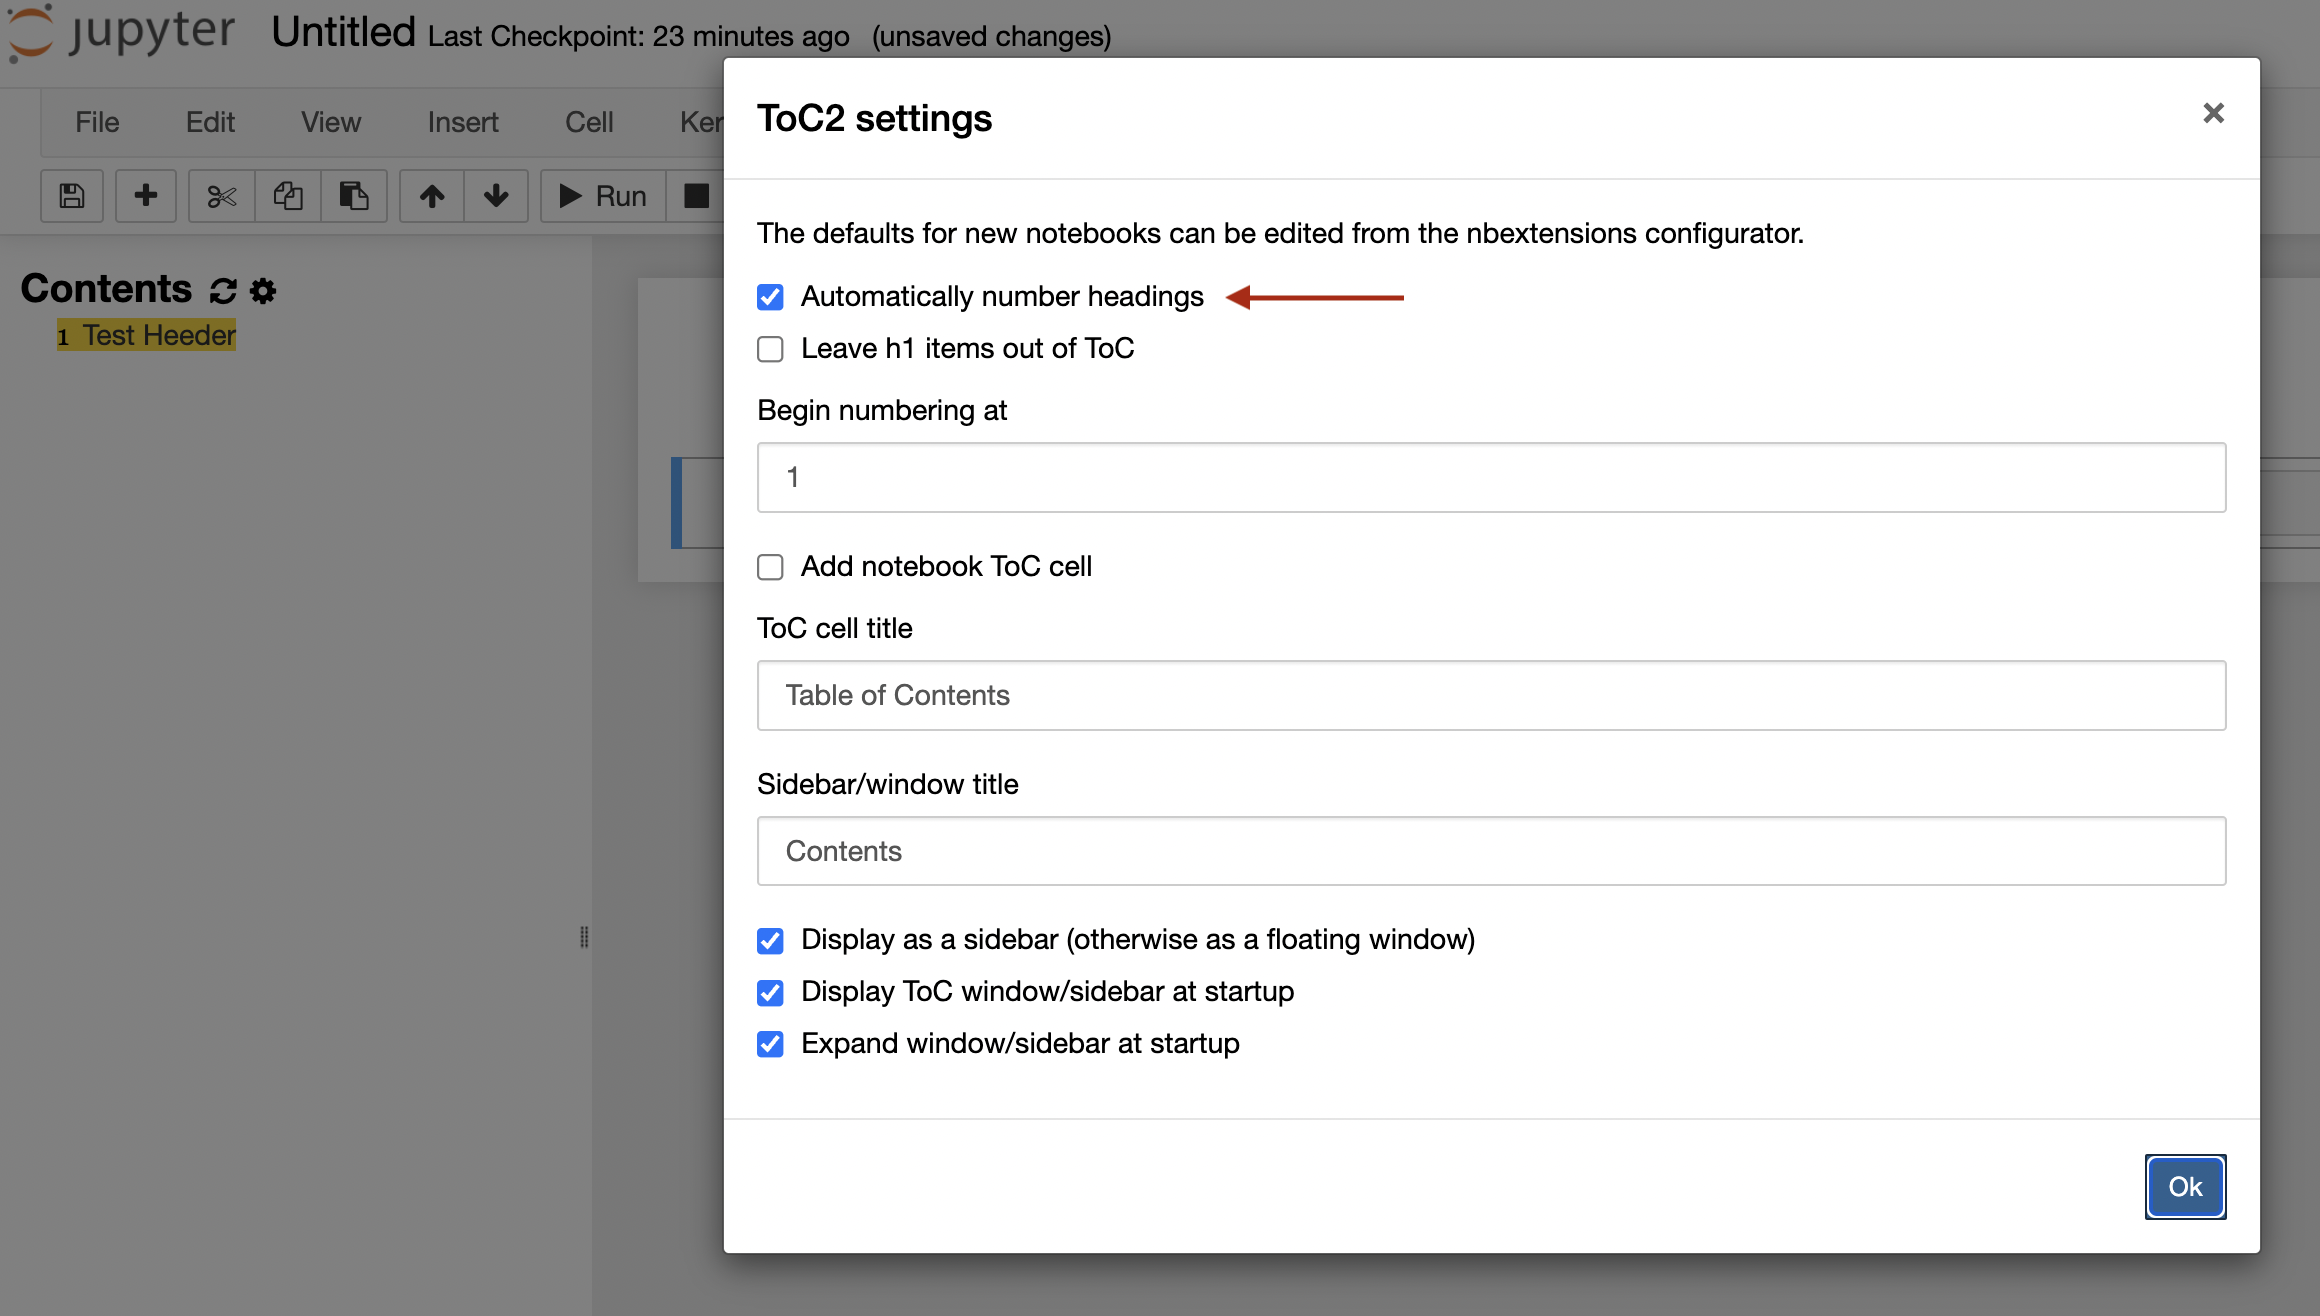 jupyter Untitled Last Checkpoint: 23 minutes ago (unsaved changes)
File Edit View Insert Cell Ker
Run
Contents
1 Test Heeder
ToC2 settings
The defaults for new notebooks can be edited from the nbextensions configurator.
Automatically number headings
Leave h1 items out of ToC
Begin numbering at
1
Add notebook ToC cell
ToC cell title
Table of Contents
Sidebar/window title
Contents
Display as a sidebar (otherwise as a floating window)
Display ToC window/sidebar at startup
Expand window/sidebar at startup
Ok